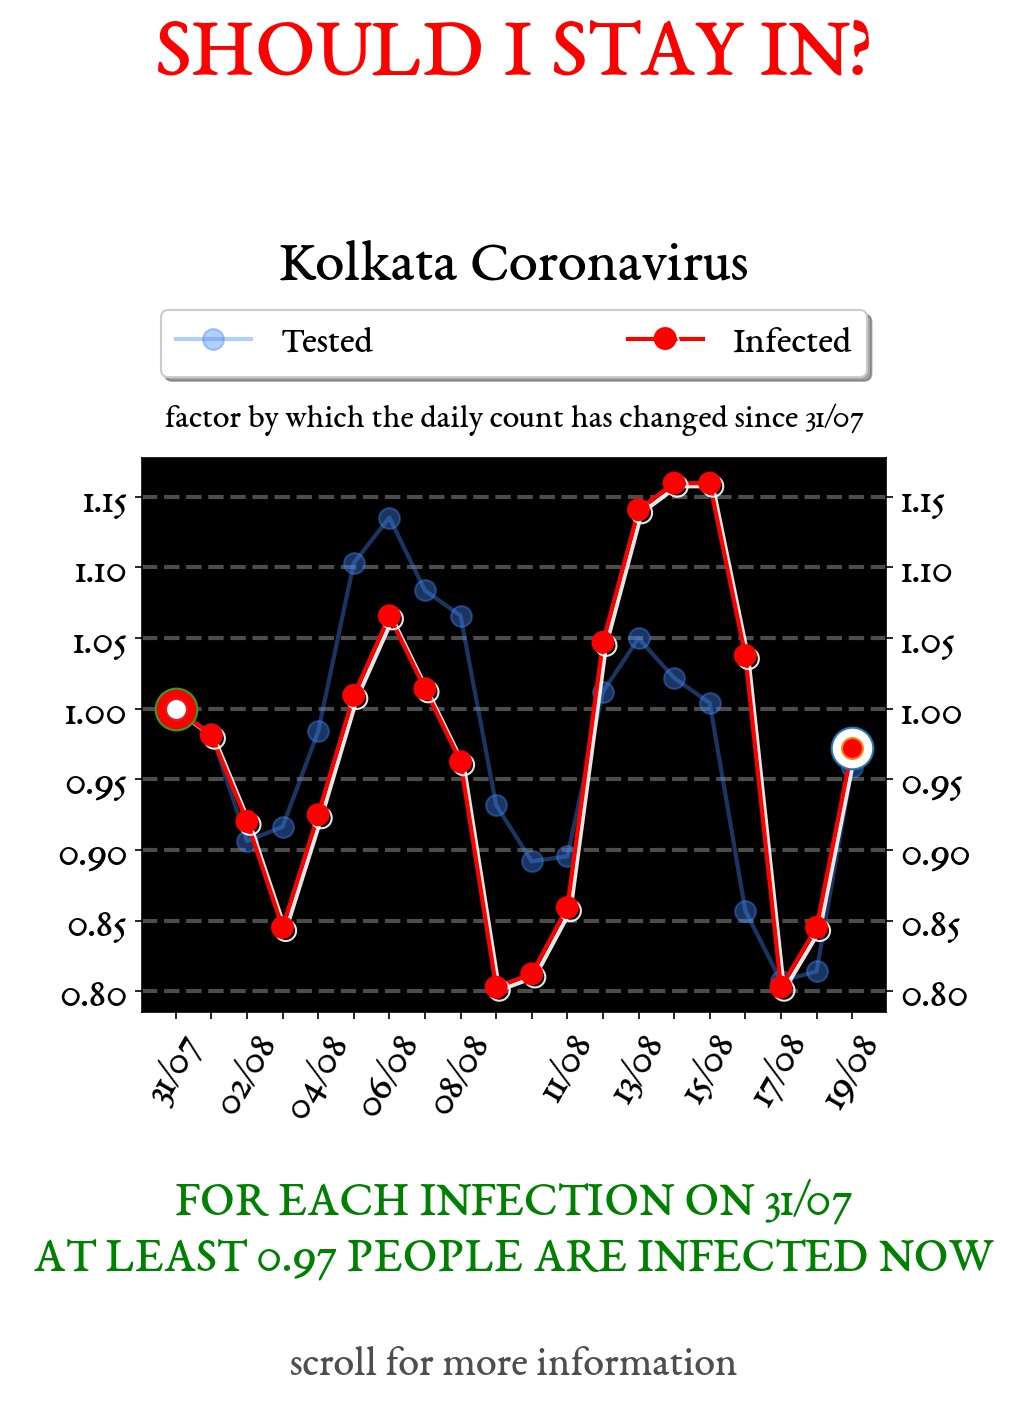 SHOULD I STAY IN?
Kolkata Coronavirus
Tested Infected
factor by which the daily count has changed since 31/07
1.15 1.15
1.10 1.10
1.05 1.05
1.00 1.00
0.95 0.95
0.90 0.90
0.85 0.85
0.80 0.80
31/07 02/08 04/08 06/08 08/08 11/08 13/08 15/08 17/08 19/08
FOR EACH INFECTION ON 31/07
AT LEAST 0.97 PEOPLE ARE INFECTED NOW
scroll for more information